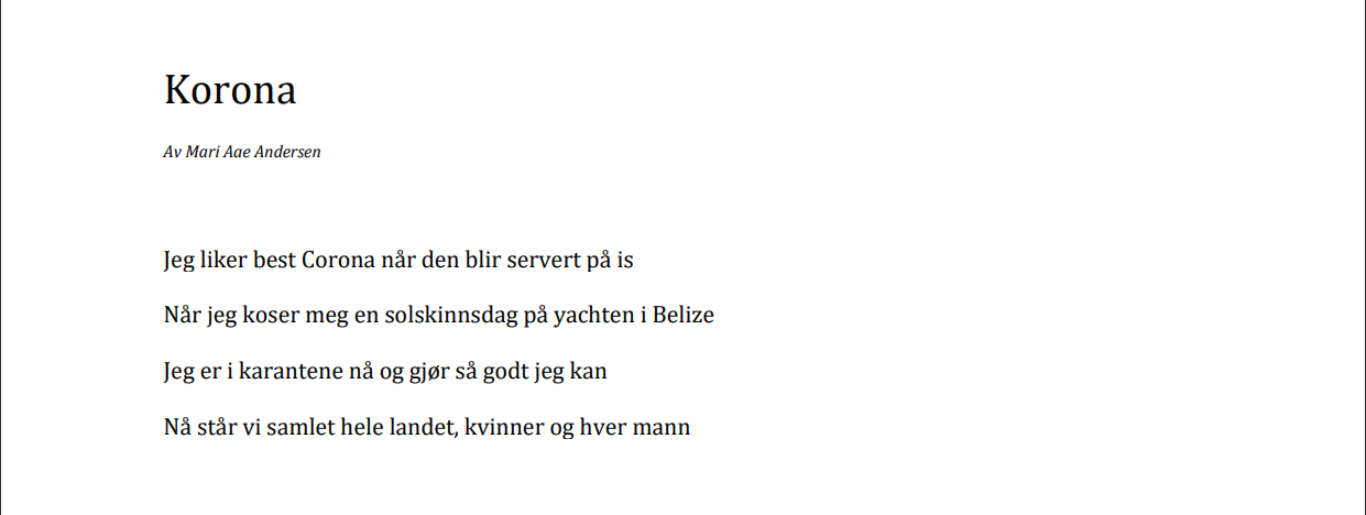 Korona
Av Mari Aae Andersen
Jeg liker best Corona når den blir servert på is
Når jeg koser meg en solskinnsdag på yachten i Belize
Jeg er i karantene nå og gjør så godt jeg kan
Nå står vi samlet hele landet, kvinner og hver mann